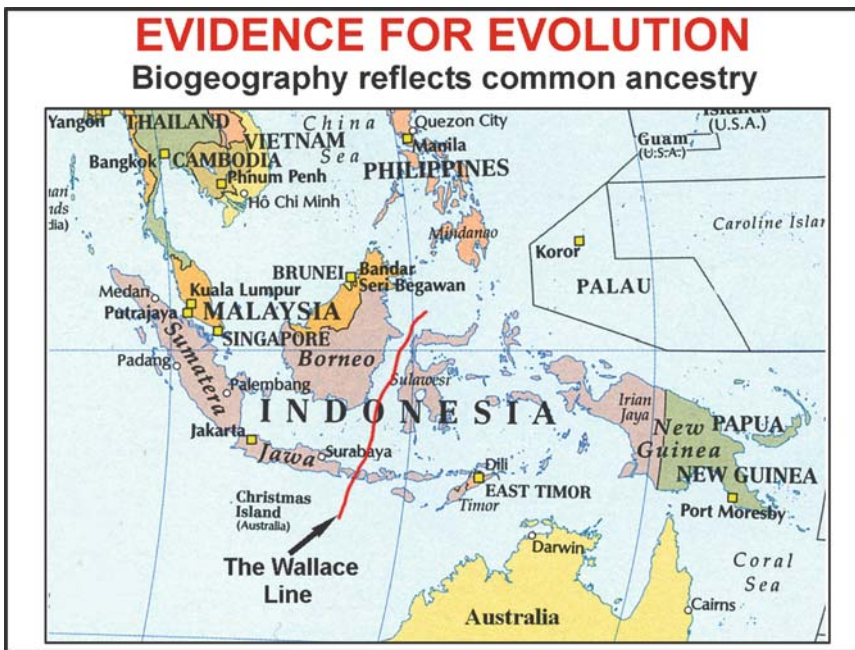 EVIDENCE FOR EVOLUTION
Biogeography reflects common ancestry
Yangon
THAILAND
VIETNAM
China
Sea
Quezon City
Manila
Islands
(U.S.A.)
Guam
(U.S.A.)
Bangkok
CAMBODIA
Phnum Penh
Hô Chi Minh
PHILIPPINES
Mindanao
Koror
PALAU
Caroline Islan
BRUNEI
Bandar
Seri Begawan
Medan
Kuala Lumpur
Putrajaya
MALAYSIA
SINGAPORE
Sumatera
Padang
Palembang
Borneo
Sulawesi
INDONESIA
Irian
Jaya
New
Guinea
PAPUA
NEW GUINEA
Port Moresby
Jakarta
Jawa
Surabaya
Dili
EAST TIMOR
Timor
Christmas
Island
(Australia)
The Wallace
Line
Darwin
Australia
Coral
Sea
Cairns